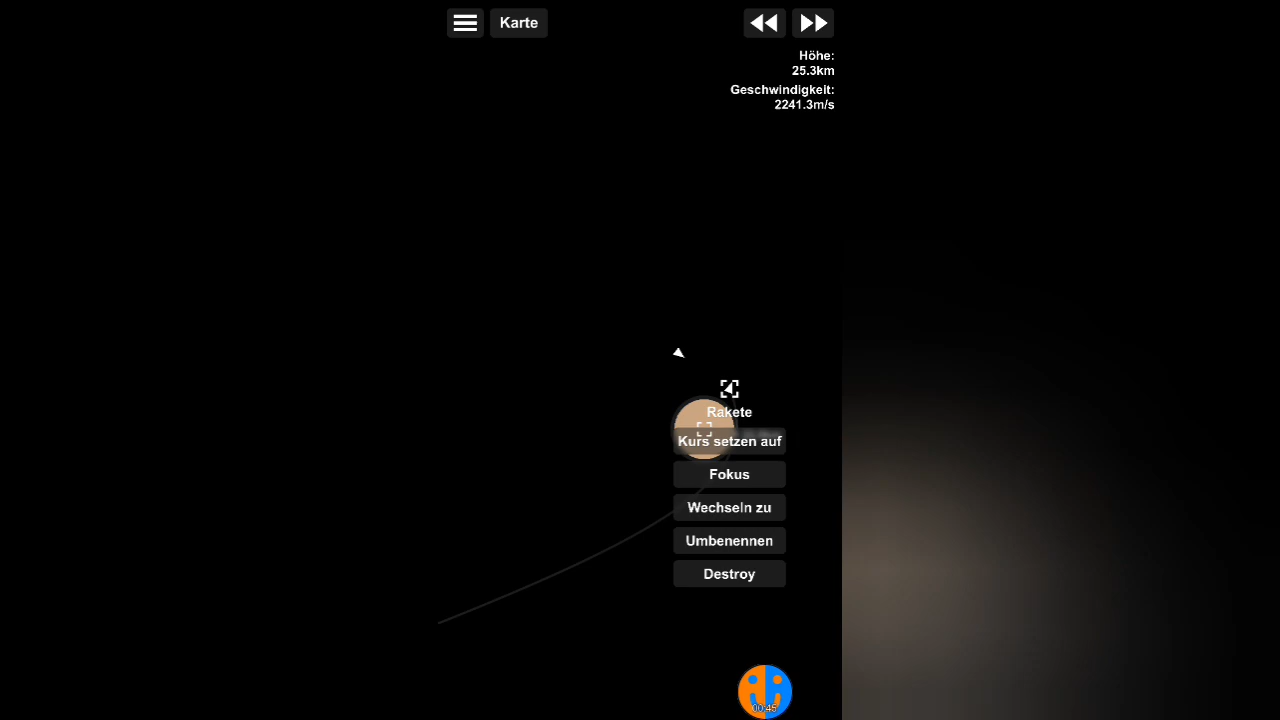 Karte
Höhe:
25.3km
Geschwindigkeit:
2241.3m/s
Rakete
Kurs setzen auf
Fokus
Wechseln zu
Umbenennen
Destroy
00:45